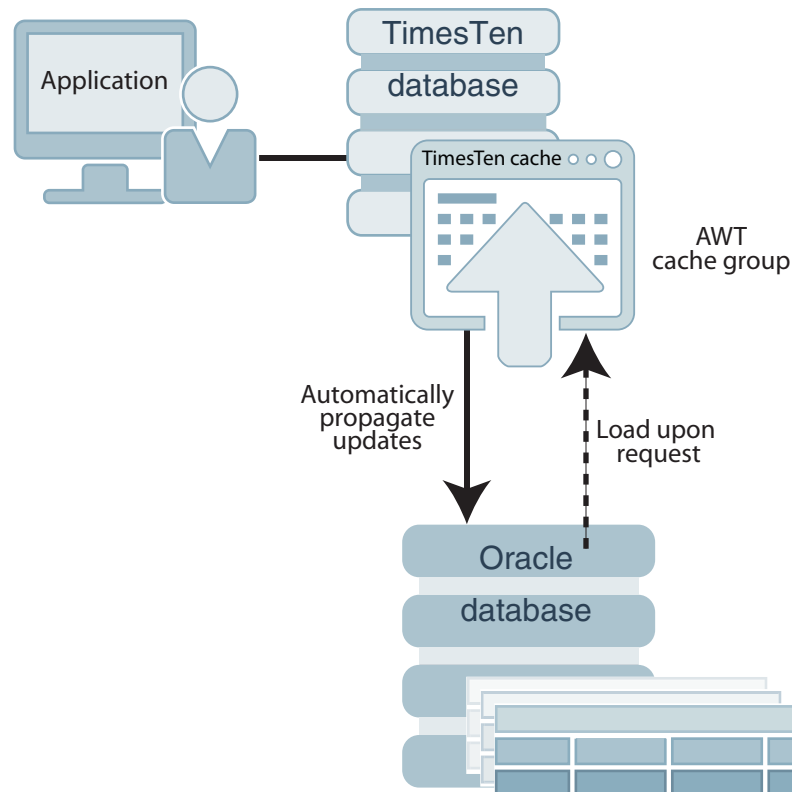 TimesTen
database
Application
TimesTen cache
AWT
cache group
Automatically
propagate
updates
Load upon
request
Oracle
database